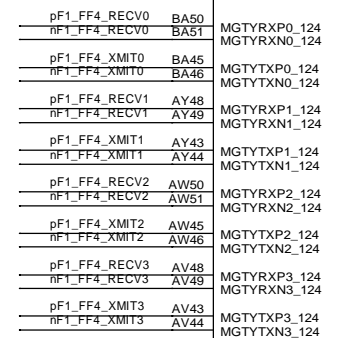 pF1_FF4_RECV0 BA50 MGTYRXP0_124
nF1_FF4_RECV0 BA51 MGTYRXN0_124
pF1_FF4_XMIT0 BA45 MGTYTXP0_124
nF1_FF4_XMIT0 BA46 MGTYTXN0_124
pF1_FF4_RECV1 AY48 MGTYRXP1_124
nF1_FF4_RECV1 AY49 MGTYRXN1_124
pF1_FF4_XMIT1 AY43 MGTYTXP1_124
nF1_FF4_XMIT1 AY44 MGTYTXN1_124
pF1_FF4_RECV2 AW50 MGTYRXP2_124
nF1_FF4_RECV2 AW51 MGTYRXN2_124
pF1_FF4_XMIT2 AW45 MGTYTXP2_124
nF1_FF4_XMIT2 AW46 MGTYTXN2_124
pF1_FF4_RECV3 AV48 MGTYRXP3_124
nF1_FF4_RECV3 AV49 MGTYRXN3_124
pF1_FF4_XMIT3 AV43 MGTYTXP3_124
nF1_FF4_XMIT3 AV44 MGTYTXN3_124